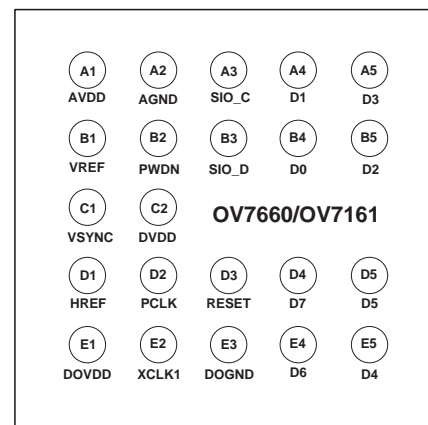 A1 A2 A3 A4 A5
AVDD AGND SIO_C D1 D3
B1 B2 B3 B4 B5
VREF PWDN SIO_D D0 D2
C1 C2 OV7660/OV7161
VSYNC DVDD
D1 D2 D3 D4 D5
HREF PCLK RESET D7 D5
E1 E2 E3 E4 E5
DOVDD XCLK1 DOGND D6 D4